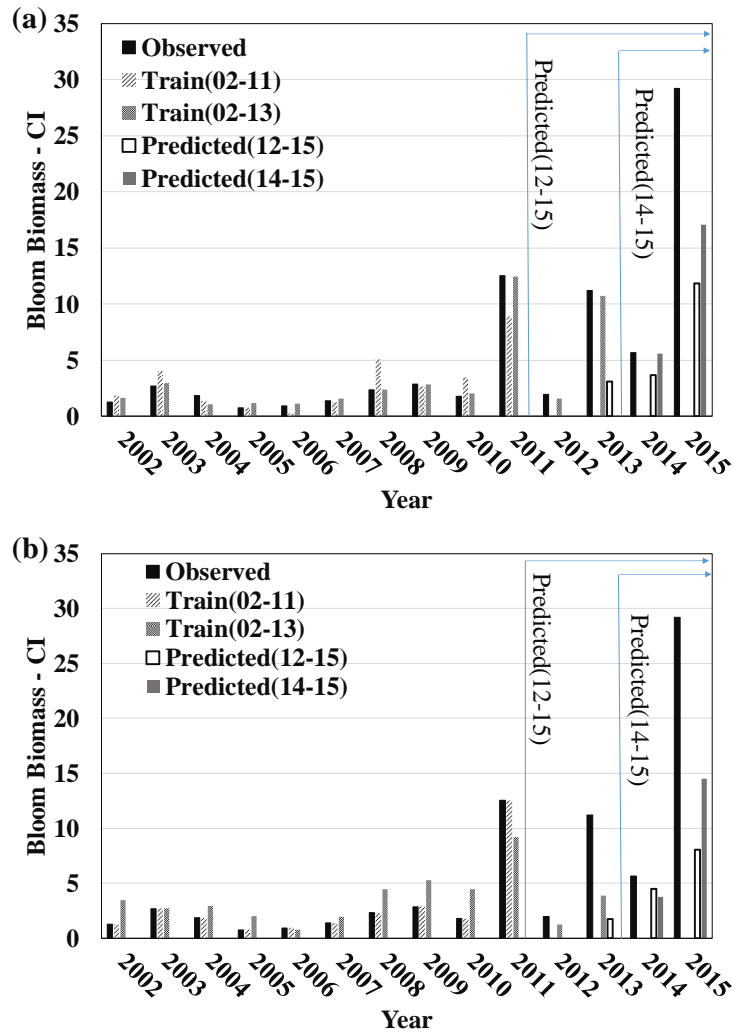 (a)
35
30
25
20
15
10
5
0
Bloom Biomass - CI
Observed
Train(02-11)
Train(02-13)
Predicted(12-15)
Predicted(14-15)
Predicted(12-15)
Predicted(14-15)
2002
2003
2004
2005
2006
2007
2008
2009
2010
2011
2012
2013
2014
2015
Year
(b)
35
30
25
20
15
10
5
0
Bloom Biomass - CI
Observed
Train(02-11)
Train(02-13)
Predicted(12-15)
Predicted(14-15)
Predicted(12-15)
Predicted(14-15)
2002
2003
2004
2005
2006
2007
2008
2009
2010
2011
2012
2013
2014
2015
Year